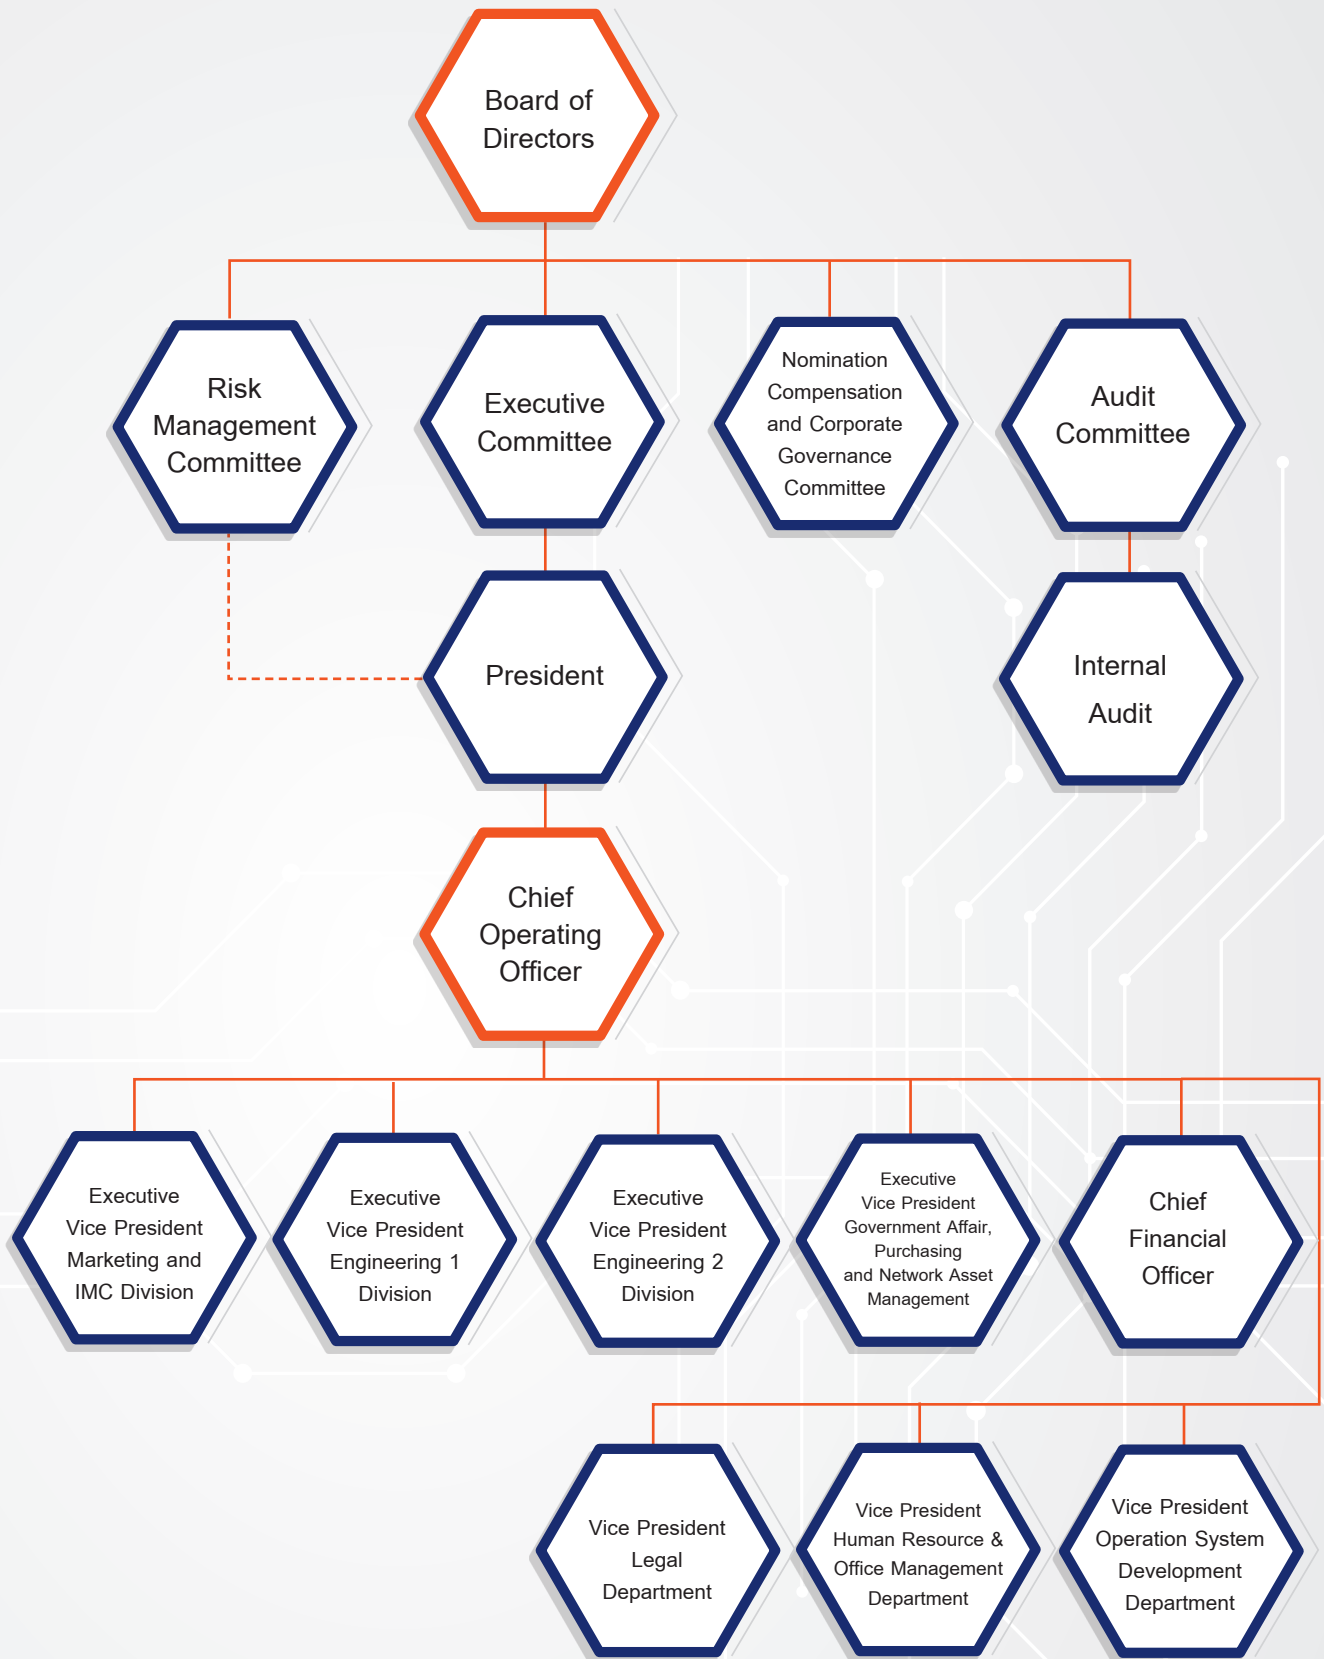 Board of
Directors
Risk
Management
Committee
Executive
Committee
Nomination
Compensation
and Corporate
Governance
Committee
Audit
Committee
President
Internal
Audit
Chief
Operating
Officer
Executive
Vice President
Marketing and
IMC Division
Executive
Vice President
Engineering 1
Division
Executive
Vice President
Engineering 2
Division
Executive
Vice President
Government Affair,
Purchasing
and Network Asset
Management
Chief
Financial
Officer
Vice President
Legal
Department
Vice President
Human Resource &
Office Management
Department
Vice President
Operation System
Development
Department